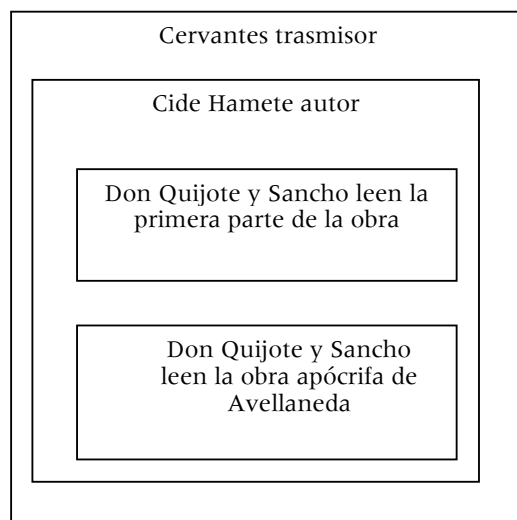 Cervantes trasmisor
Cide Hamete autor
Don Quijote y Sancho leen la
primera parte de la obra
Don Quijote y Sancho
leen la obra apócrifa de
Avellaneda